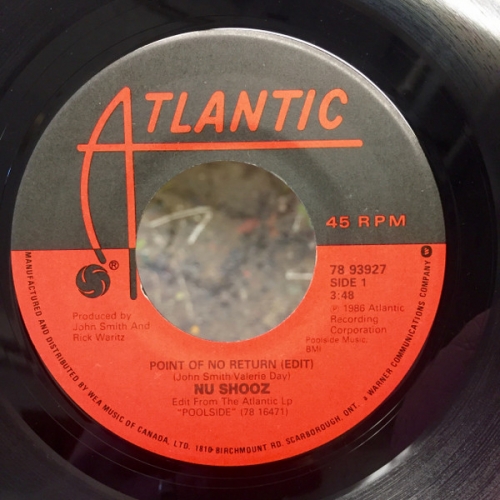 ATLANTIC
45 RPM
®
78 93927
SIDE 1
3:48
Ⓟ 1986 Atlantic
Recording
Corporation
Produced by
John Smith And
Rick Waritz
Poolside Music.
BMI
POINT OF NO RETURN (EDIT)
(John Smith/Valerie Day)
NU SHOOZ
Edit From The Atlantic Lp
"POOLSIDE" (78 16471)
MANUFACTURED AND DISTRIBUTED BY WEA MUSIC OF CANADA, LTD. 1810 BIRCHMOUNT RD. SCARBOROUGH, ONT. A WARNER COMMUNICATIONS COMPANY